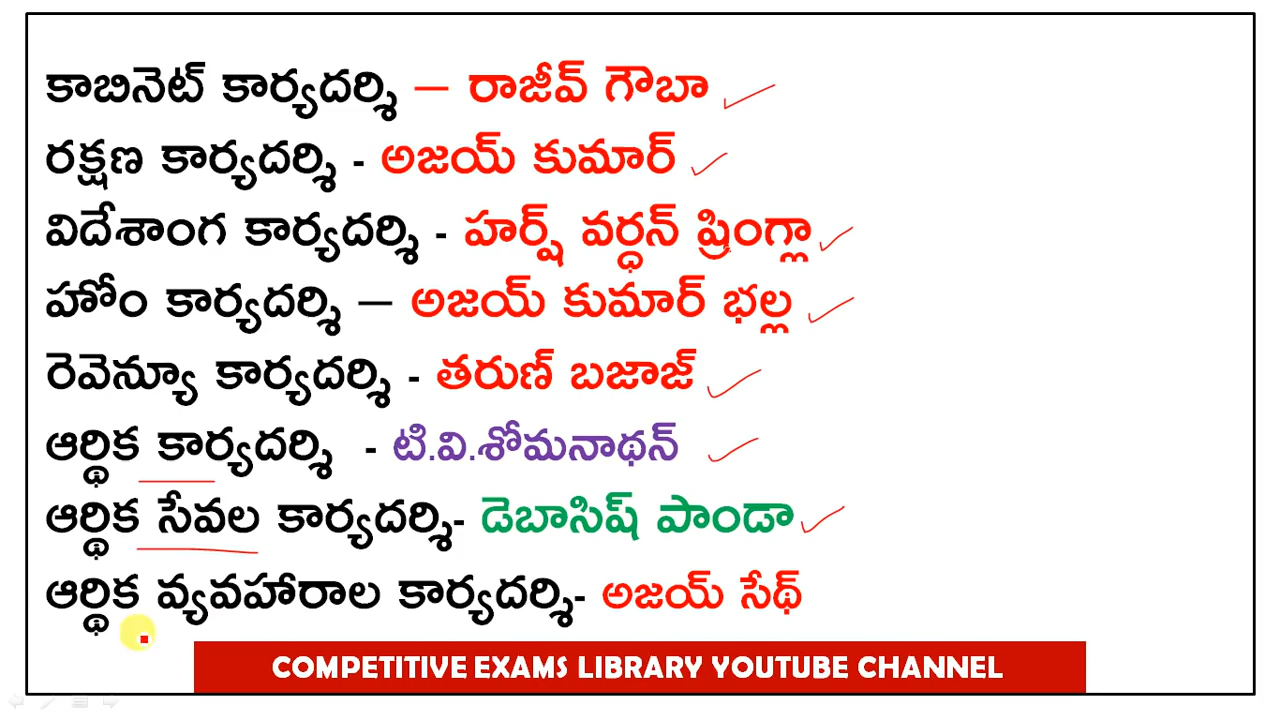 కాబినెట్ కార్యదర్శి – రాజీవ్ గౌబా
రక్షణ కార్యదర్శి - అజయ్ కుమార్
విదేశాంగ కార్యదర్శి - హర్ష్ వర్ధన్ ష్రింగ్లా
హోం కార్యదర్శి – అజయ్ కుమార్ భల్ల
రెవెన్యూ కార్యదర్శి - తరుణ్ బజాజ్
ఆర్థిక కార్యదర్శి - టి.వి.శోమనాథన్
ఆర్థిక సేవల కార్యదర్శి- డెబాసిష్ పాండా
ఆర్థిక వ్యవహారాల కార్యదర్శి- అజయ్ సేథ్
COMPETITIVE EXAMS LIBRARY YOUTUBE CHANNEL